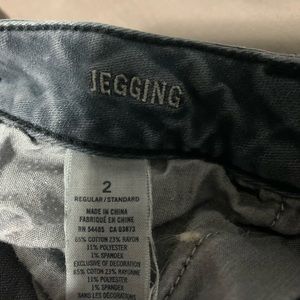 JEGGING
2
REGULAR/STANDARD
MADE IN CHINA
FABRIQUÉ EN CHINE
RN 54485 CA 03873
65% COTTON 23% RAYON
11% POLYESTER
1% SPANDEX
EXCLUSIVE OF DECORATION
65% COTON 23% RAYONNE
11% POLYESTER
1% SPANDEX
SANS LES DÉCORATIONS